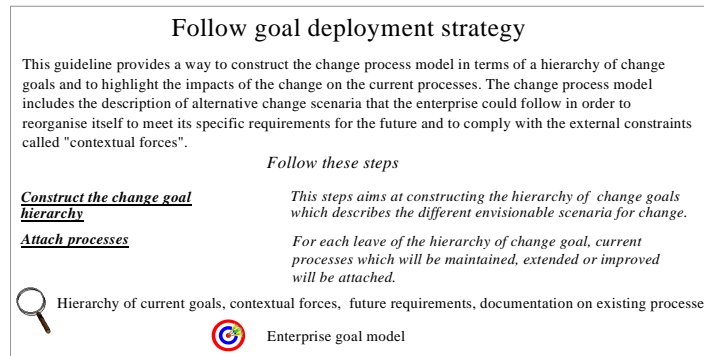 Follow goal deployment strategy
This guideline provides a way to construct the change process model in terms of a hierarchy of change
goals and to highlight the impacts of the change on the current processes. The change process model
includes the description of alternative change scenaria that the enterprise could follow in order to
reorganise itself to meet its specific requirements for the future and to comply with the external constraints
called "contextual forces".
Follow these steps
Construct the change goal
hierarchy
This steps aims at constructing the hierarchy of change goals
which describes the different envisionable scenaria for change.
Attach processes
For each leave of the hierarchy of change goal, current
processes which will be maintained, extended or improved
will be attached.
Hierarchy of current goals, contextual forces, future requirements, documentation on existing processe
Enterprise goal model